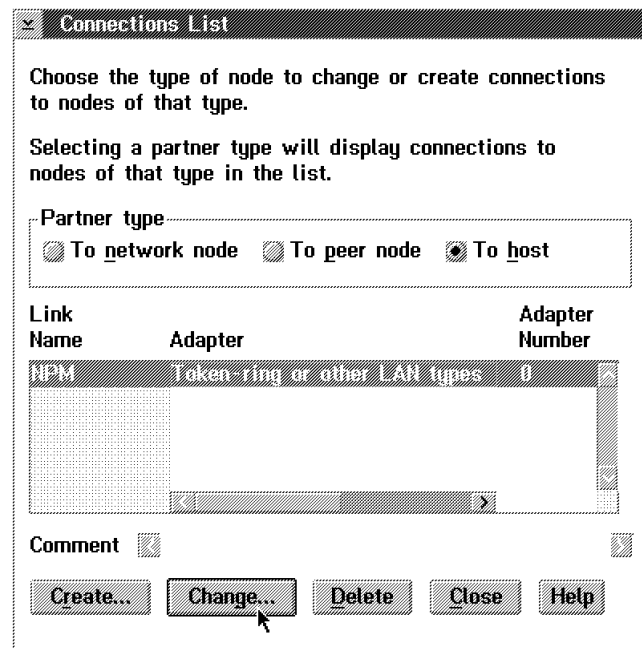 Connections List
Choose the type of node to change or create connections
to nodes of that type.
Selecting a partner type will display connections to
nodes of that type in the list.
Partner type
To network node To peer node To host
Link Adapter
Name Adapter Number
NPM Token-ring or other LAN types 0
Comment
Create... Change... Delete Close Help